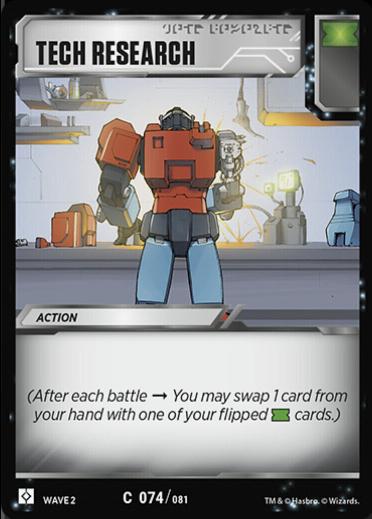 TECH RESEARCH
ACTION
(After each battle → You may swap 1 card from
your hand with one of your flipped cards.)
WAVE 2
C 074/081
TM & © Hasbro. © Wizards.